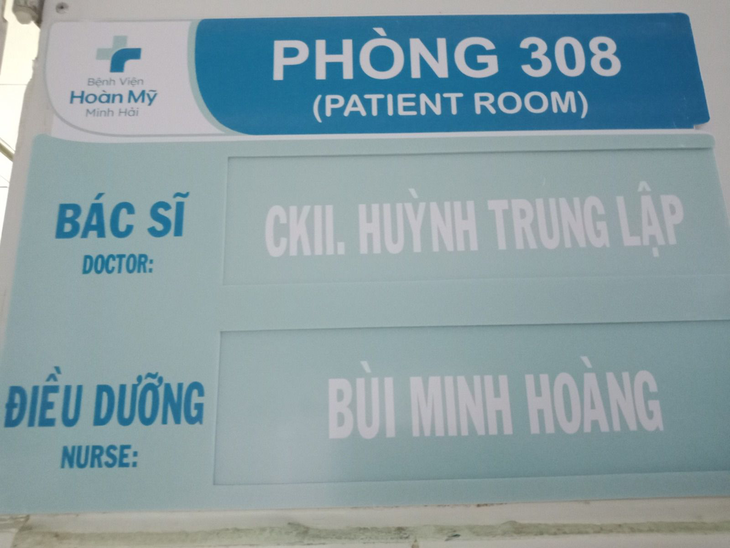 Bệnh Viện
Hoàn Mỹ
Minh Hải
PHÒNG 308
(PATIENT ROOM)
BÁC SĨ
DOCTOR:
CKII. HUỲNH TRUNG LẬP
ĐIỀU DƯỠNG
NURSE:
BÙI MINH HOÀNG